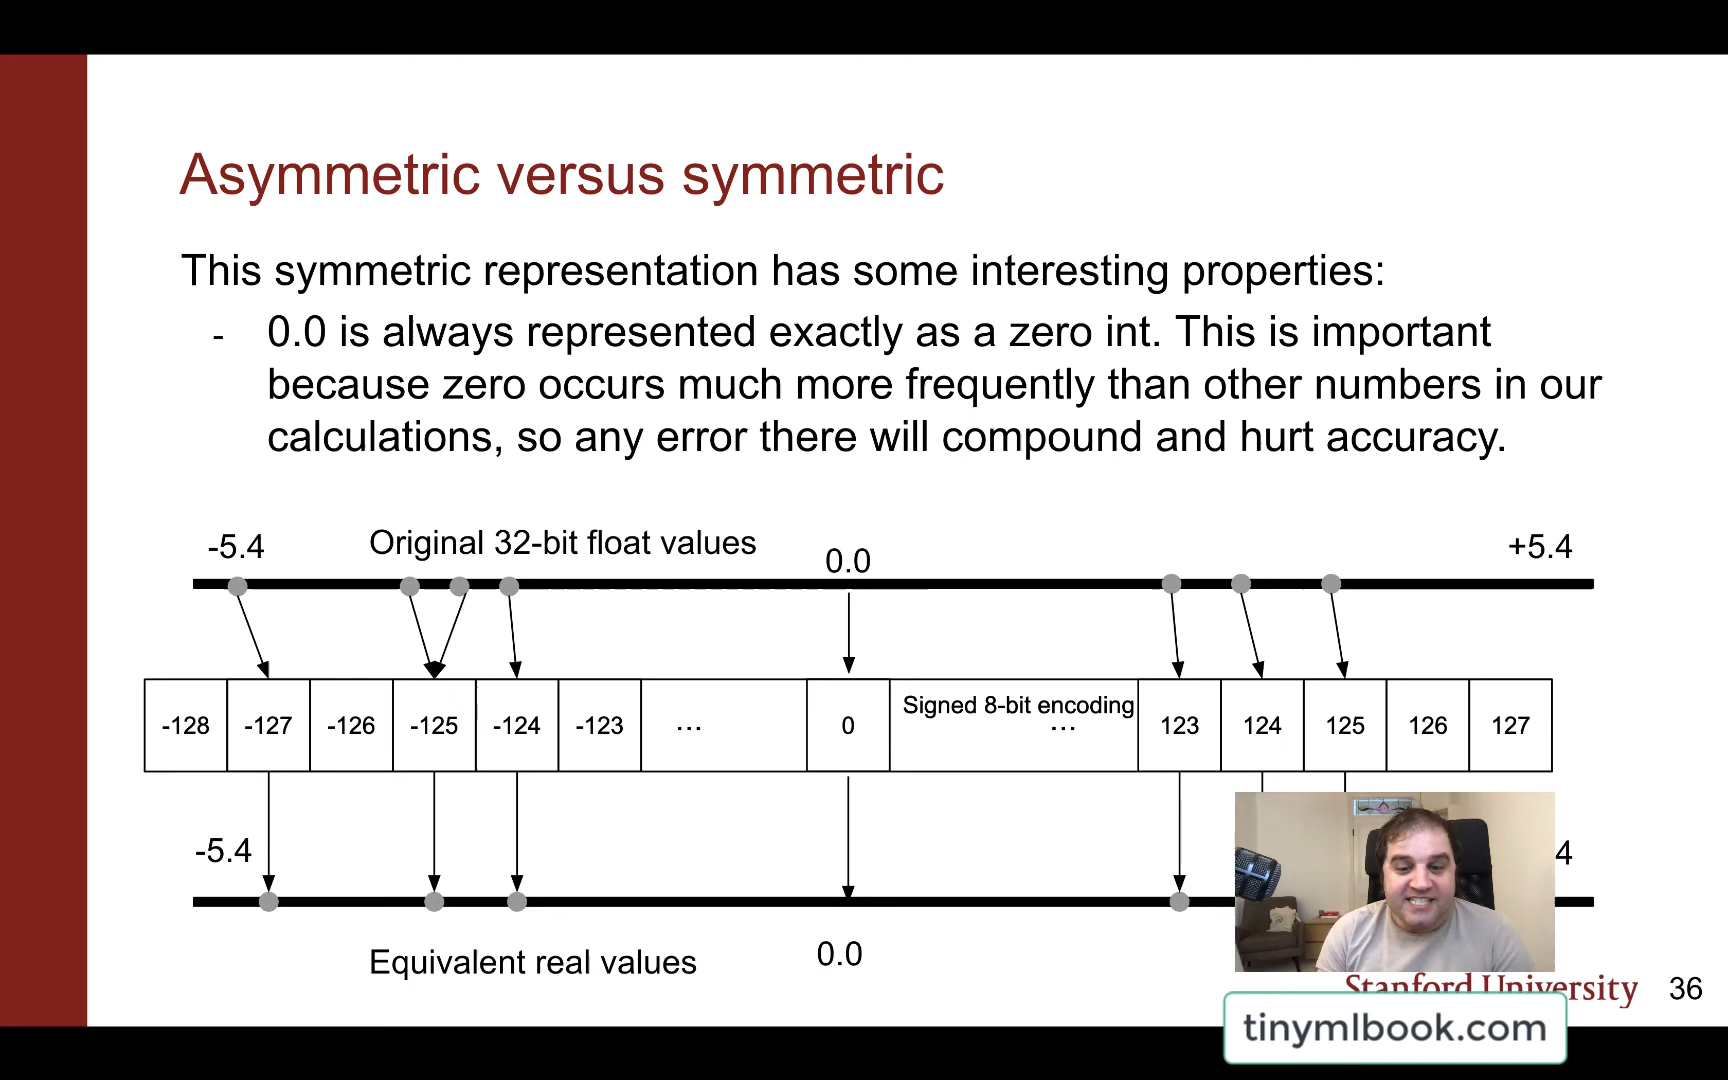 Asymmetric versus symmetric
This symmetric representation has some interesting properties:
- 0.0 is always represented exactly as a zero int. This is important
because zero occurs much more frequently than other numbers in our
calculations, so any error there will compound and hurt accuracy.
-5.4 Original 32-bit float values 0.0 +5.4
Signed 8-bit encoding
-128 -127 -126 -125 -124 -123 ... 0 ... 123 124 125 126 127
-5.4 4
Equivalent real values 0.0
Stanford University 36
tinymlbook.com